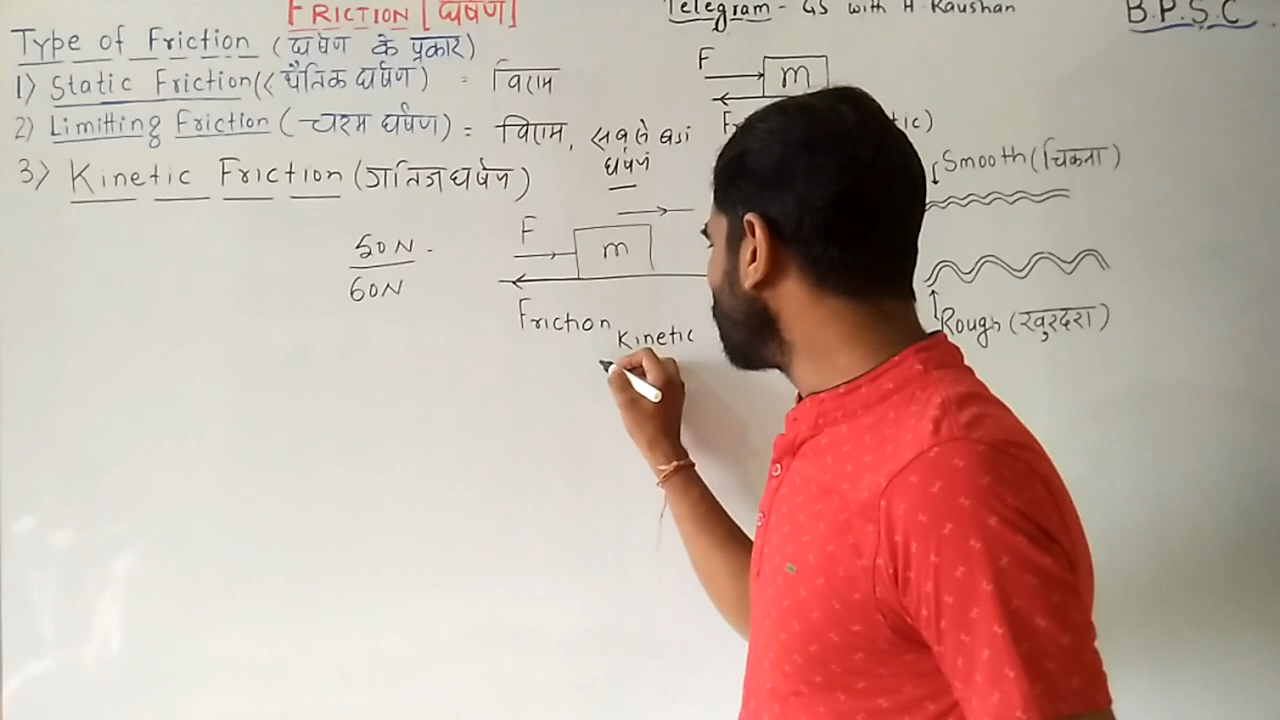 FRICTION [घर्षण]
Telegram - GS with H. Kaushan
B.P.S.C
Type of Friction (घर्षण के प्रकार)
1) Static Friction (स्थैतिक घर्षण) = विराम
2) Limitting Friction (चरम घर्षण) = विराम, सबसे बड़ा घर्षण
3) Kinetic Friction (गतिज घर्षण)
F
m
tic)
Smooth (चिकना)
50N
60N
F
m
Friction Kinetic
Rough (खुरदरा)